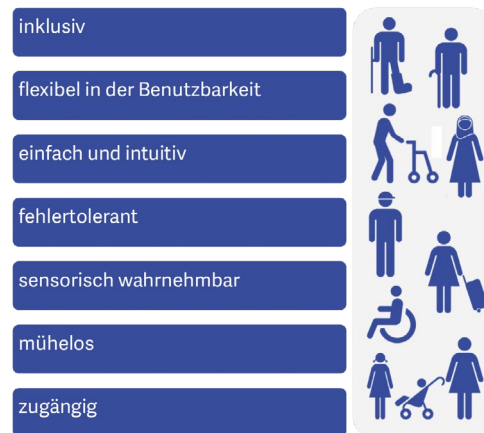 inklusiv
flexibel in der Benutzbarkeit
einfach und intuitiv
fehlertolerant
sensorisch wahrnehmbar
mühelos
zugängig